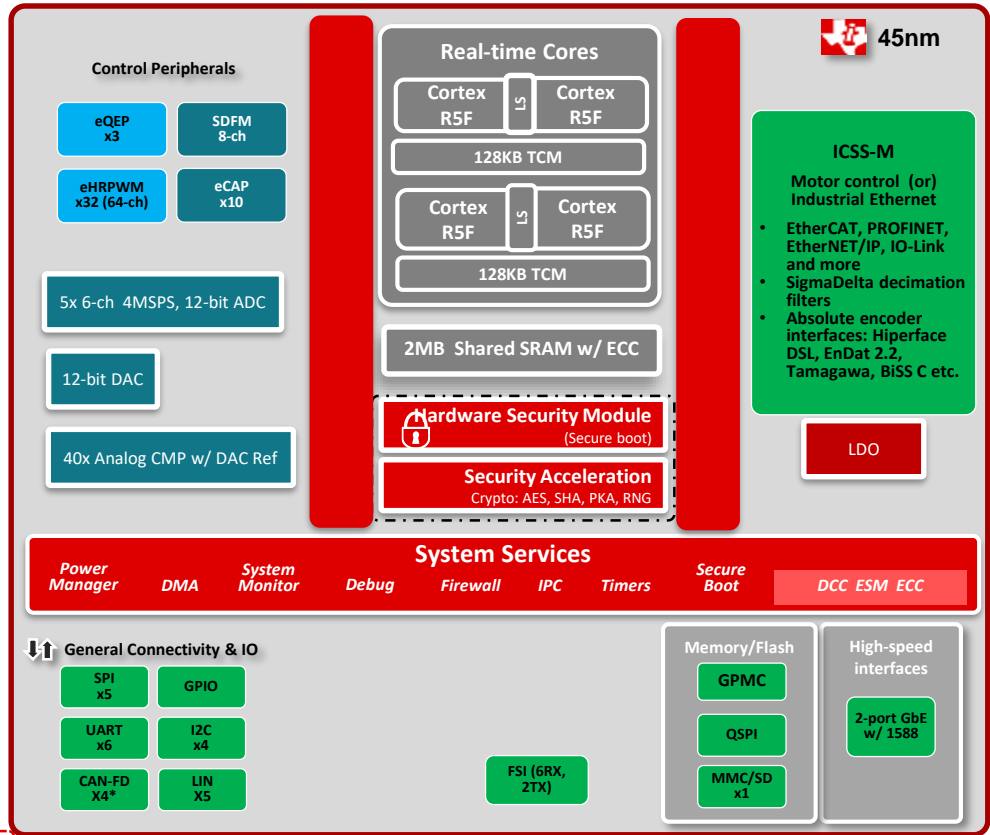 45nm
Control Peripherals
eQEP
x3
SDFM
8-ch
eHRPWM
x32 (64-ch)
eCAP
x10
5x 6-ch 4MSPS, 12-bit ADC
12-bit DAC
40x Analog CMP w/ DAC Ref
Real-time Cores
Cortex
R5F
LS
Cortex
R5F
128KB TCM
Cortex
R5F
LS
Cortex
R5F
128KB TCM
2MB Shared SRAM w/ ECC
Hardware Security Module
(Secure boot)
Security Acceleration
Crypto: AES, SHA, PKA, RNG
ICSS-M
Motor control (or)
Industrial Ethernet
• EtherCAT, PROFINET,
EtherNET/IP, IO-Link
and more
• SigmaDelta decimation
filters
• Absolute encoder
interfaces: Hiperface
DSL, EnDat 2.2,
Tamagawa, BiSS C etc.
LDO
System Services
Power
Manager
DMA
System
Monitor
Debug
Firewall
IPC
Timers
Secure
Boot
DCC ESM ECC
General Connectivity & IO
SPI
x5
GPIO
UART
x6
I2C
x4
CAN-FD
X4*
LIN
X5
FSI (6RX,
2TX)
Memory/Flash
GPMC
QSPI
MMC/SD
x1
High-speed
interfaces
2-port GbE
w/ 1588